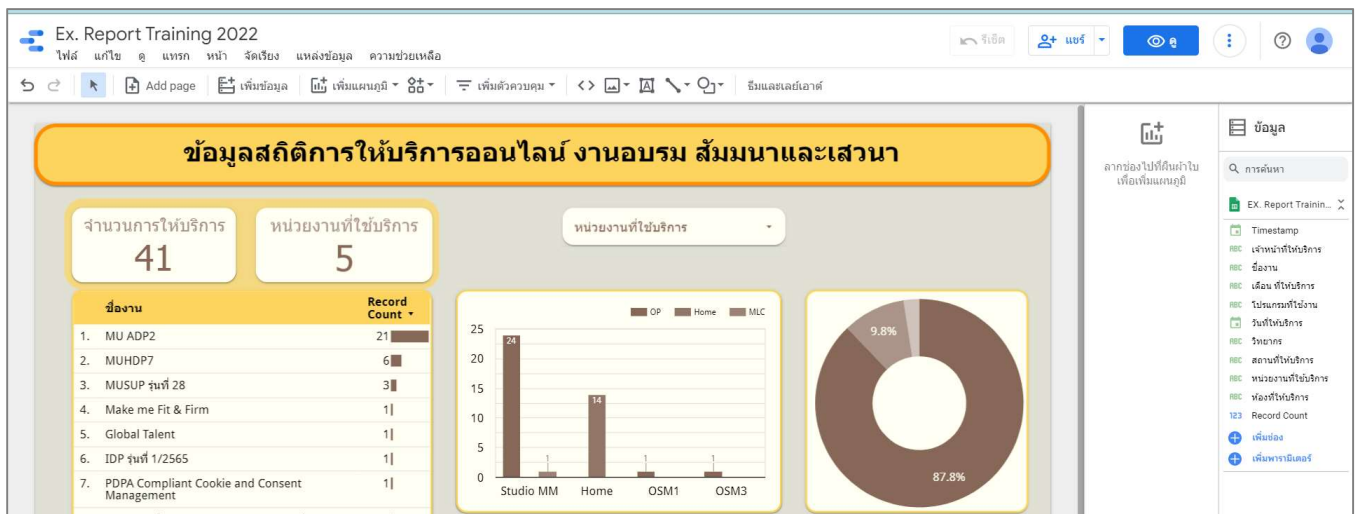 Ex. Report Training 2022
ไฟล์ แก้ไข ดู แทรก หน้า จัดเรียง แหล่งข้อมูล ความช่วยเหลือ
รีเซ็ต แชร์ ดู
Add page เพิ่มข้อมูล เพิ่มแผนภูมิ เพิ่มตัวควบคุม ธีมและเลย์เอาต์
ข้อมูลสถิติการให้บริการออนไลน์ งานอบรม สัมมนาและเสวนา
จำนวนการให้บริการ
41
หน่วยงานที่ใช้บริการ
5
หน่วยงานที่ใช้บริการ
ชื่องาน Record Count
1. MU ADP2 21
2. MUHDP7 6
3. MUSUP รุ่นที่ 28 3
4. Make me Fit & Firm 1
5. Global Talent 1
6. IDP รุ่นที่ 1/2565 1
7. PDPA Compliant Cookie and Consent 1
Management
OP Home MLC
25
20
15
10
5
0
24
1
14
1
1
Studio MM Home OSM1 OSM3
9.8%
87.8%
ลากช่องไปที่ผืนผ้าใบ
เพื่อเพิ่มแผนภูมิ
ข้อมูล
การค้นหา
EX. Report Trainin...
Timestamp
ABC เจ้าหน้าที่ให้บริการ
ABC ชื่องาน
ABC เดือน ที่ให้บริการ
ABC โปรแกรมที่ใช้งาน
วันที่ให้บริการ
ABC วิทยากร
ABC สถานที่ให้บริการ
ABC หน่วยงานที่ใช้บริการ
ABC ห้องที่ให้บริการ
123 Record Count
เพิ่มช่อง
เพิ่มพารามิเตอร์